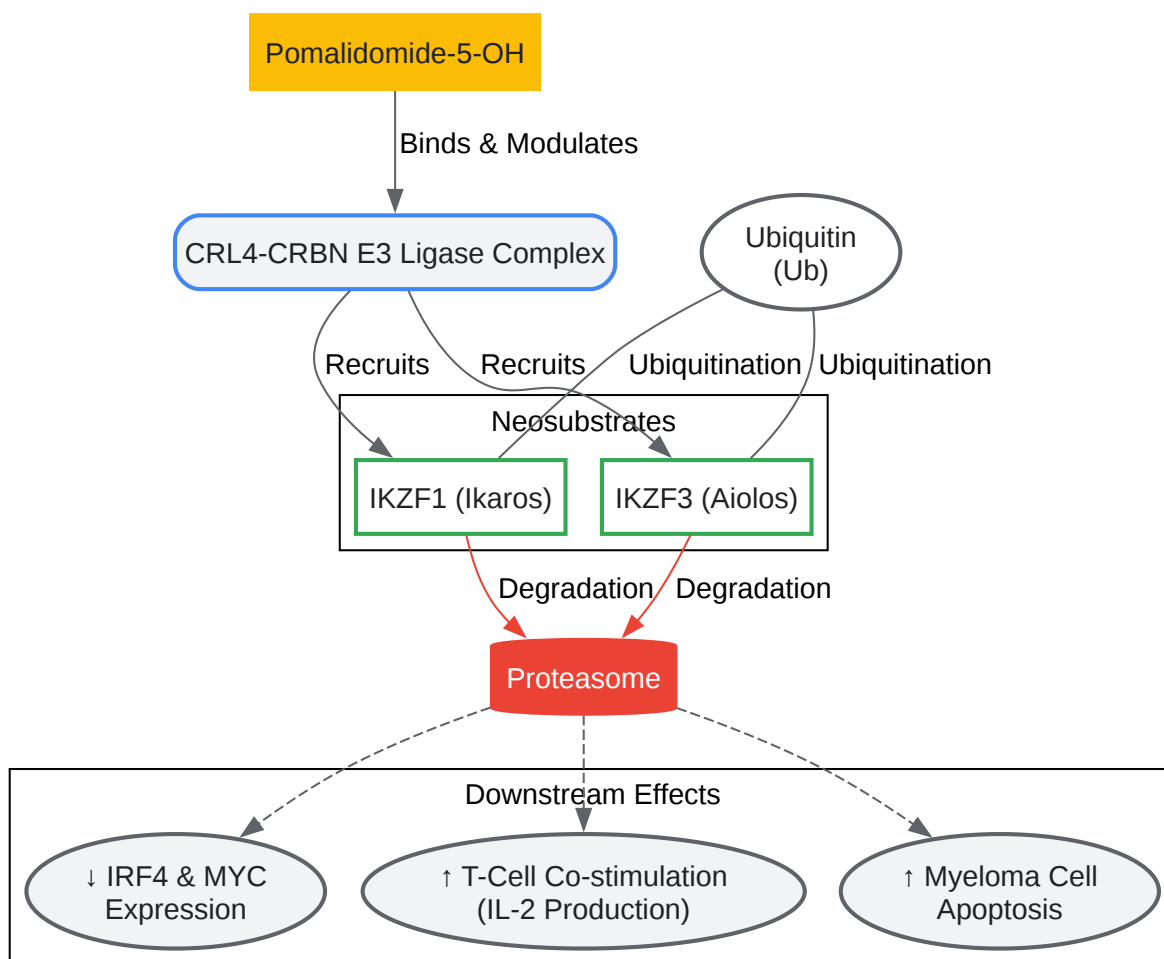 Pomalidomide-5-OH
Binds & Modulates
CRL4-CRBN E3 Ligase Complex
Ubiquitin
(Ub)
Recruits
Recruits
Ubiquitination
Ubiquitination
Neosubstrates
IKZF1 (Ikaros)
IKZF3 (Aiolos)
Degradation
Degradation
Proteasome
Downstream Effects
↓ IRF4 & MYC
Expression
↑ T-Cell Co-stimulation
(IL-2 Production)
↑ Myeloma Cell
Apoptosis